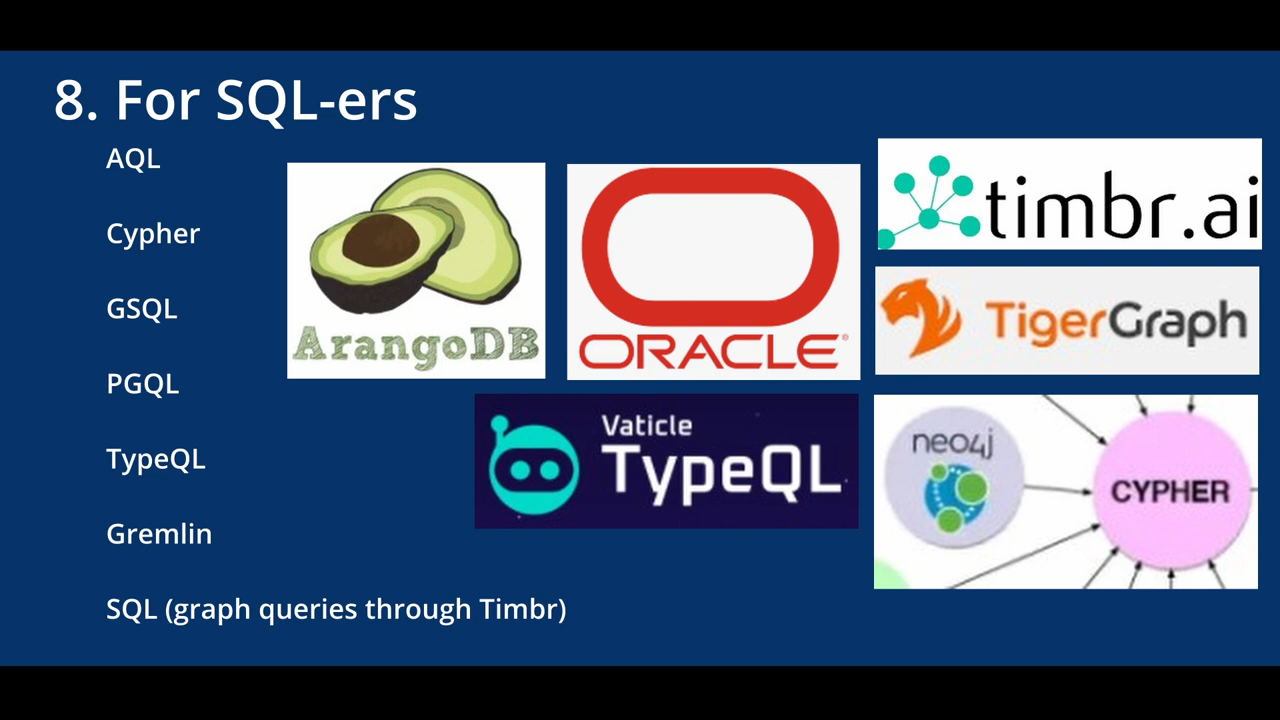 8. For SQL-ers
AQL
Cypher
GSQL
PGQL
TypeQL
Gremlin
SQL (graph queries through Timbr)
ArangoDB
ORACLE®
timbr.ai
TigerGraph
Vaticle
TypeQL
neo4j
CYPHER